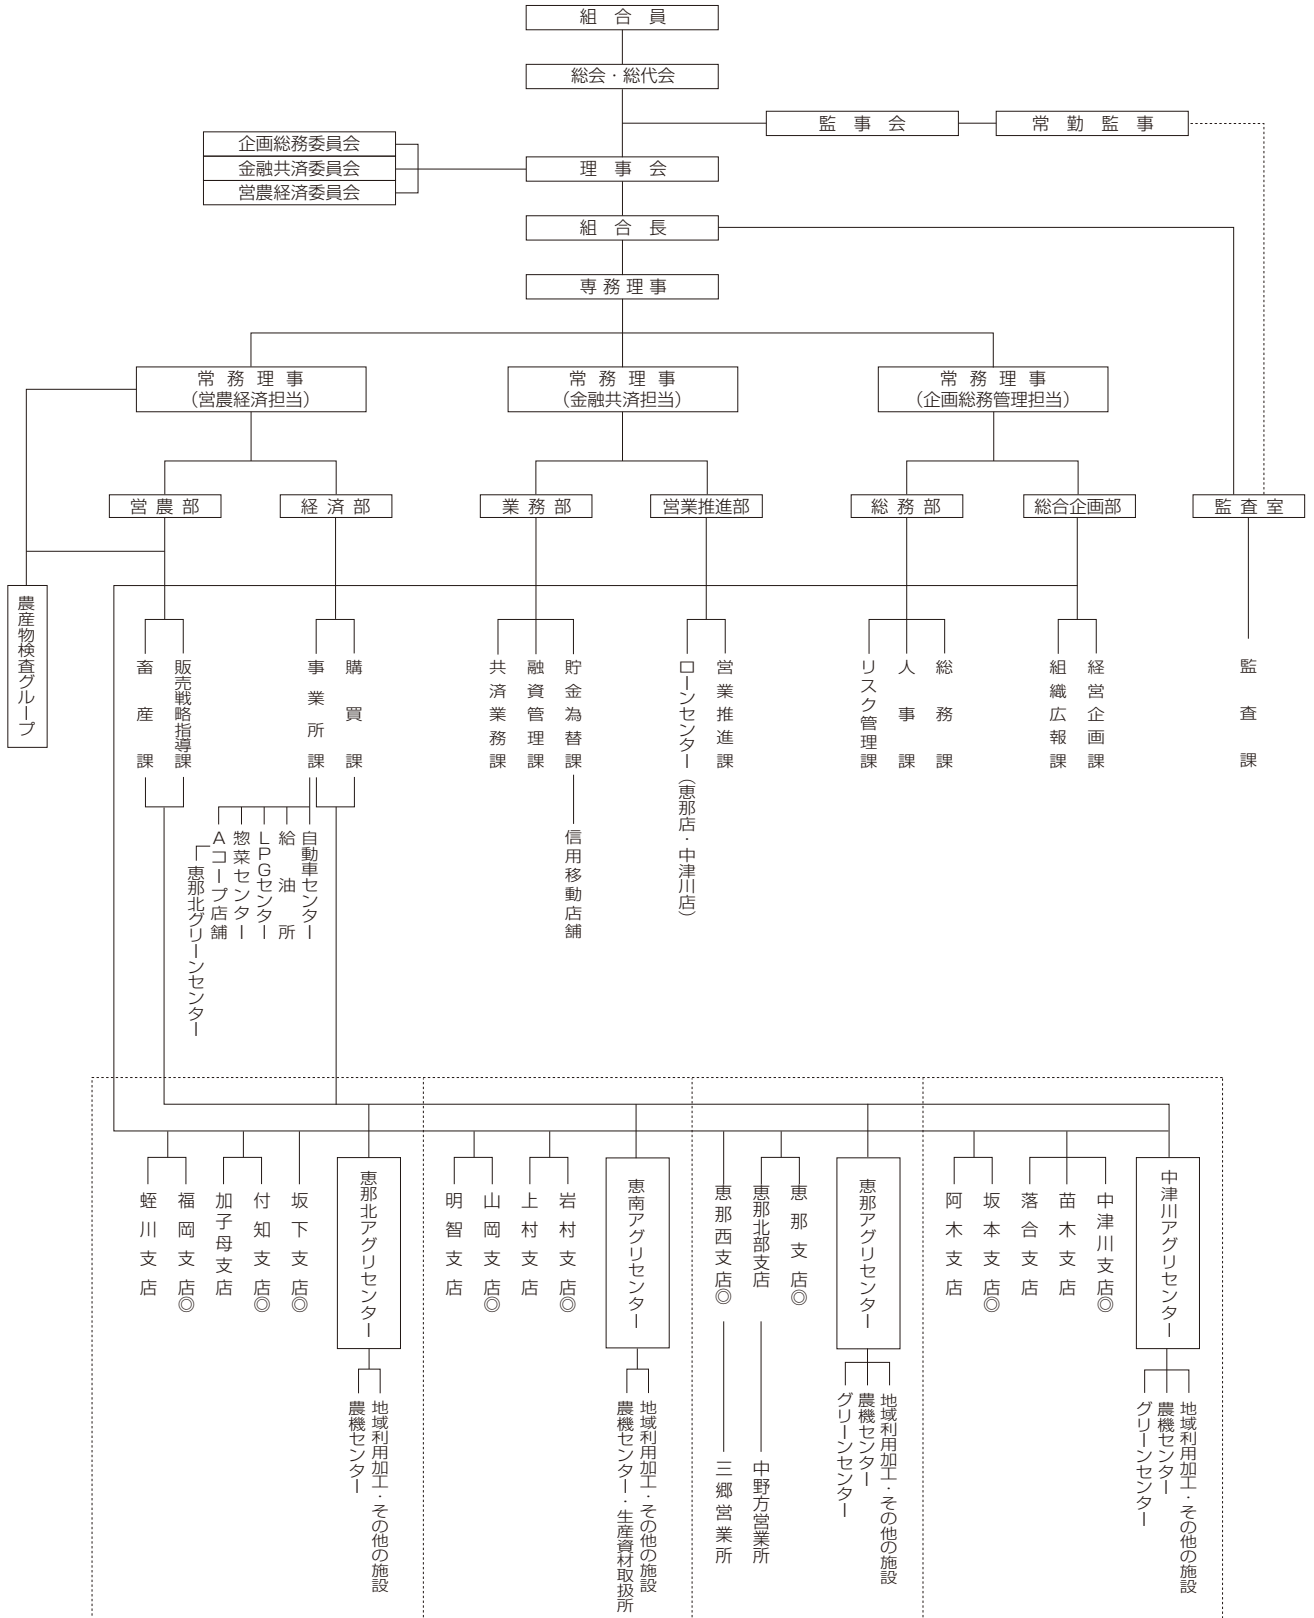 組合員
総会・総代会
監事会
常勤監事
企画総務委員会
金融共済委員会
営農経済委員会
理事会
組合長
専務理事
常務理事
（営農経済担当）
常務理事
（金融共済担当）
常務理事
（企画総務管理担当）
営農部
経済部
業務部
営業推進部
総務部
総合企画部
監査室
農産物検査グループ
畜産課
販売戦略指導課
事業所課
購買課
共済業務課
融資管理課
貯金為替課
ローンセンター（恵那店・中津川店）
営業推進課
リスク管理課
人事課
総務課
組織広報課
経営企画課
監査課
恵那北グリーンセンター
Aコープ店舗
惣菜センター
LPGセンター
給油所
自動車センター
信用移動店舗
蛭川支店
福岡支店◎
加子母支店
付知支店◎
坂下支店◎
恵那北アグリセンター
明智支店
山岡支店◎
上村支店
岩村支店◎
恵南アグリセンター
恵那西支店◎
恵那北部支店
恵那支店◎
恵那アグリセンター
阿木支店
坂本支店◎
落合支店
苗木支店
中津川支店◎
中津川アグリセンター
農機センター
地域利用加工・その他の施設
農機センター・生産資材取扱所
地域利用加工・その他の施設
三郷営業所
中野方営業所
グリーンセンター
農機センター
地域利用加工・その他の施設
グリーンセンター
農機センター
地域利用加工・その他の施設